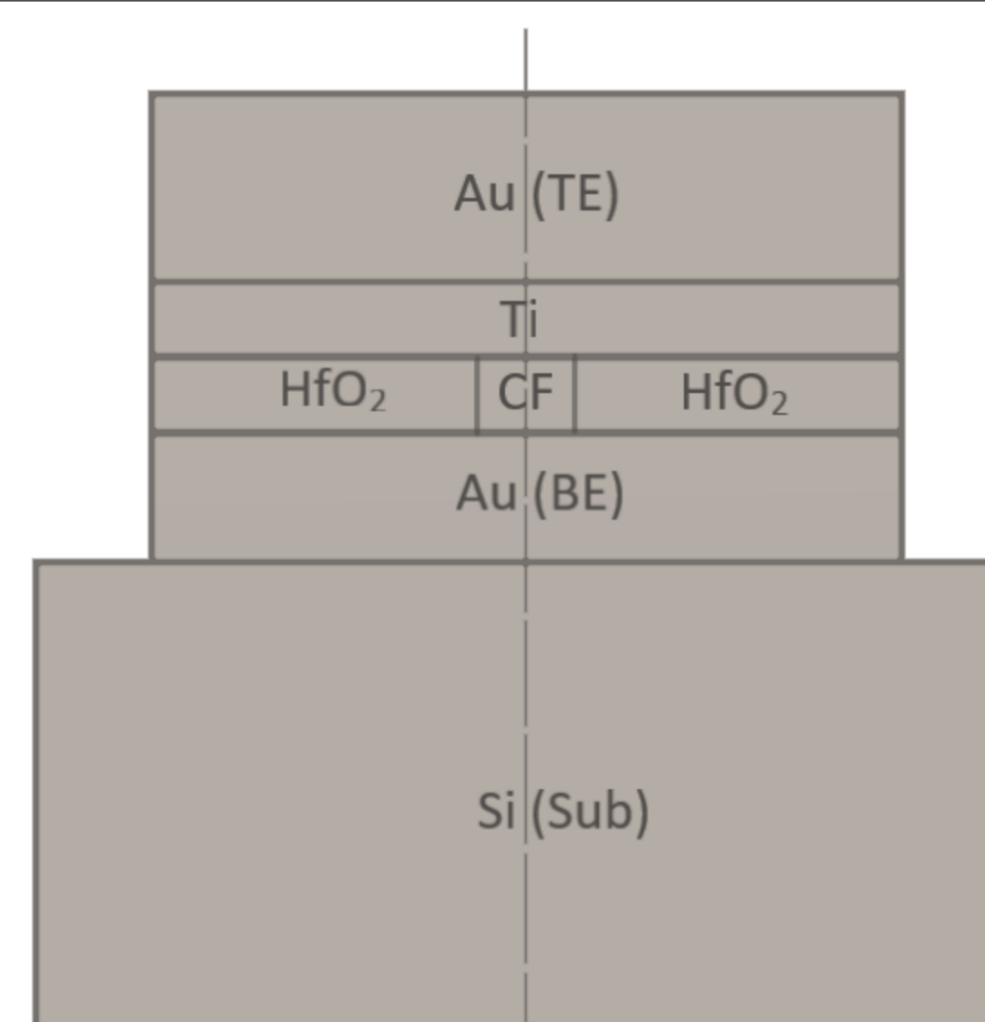 Au (TE)
Ti
HfO₂ CF HfO₂
Au (BE)
Si (Sub)